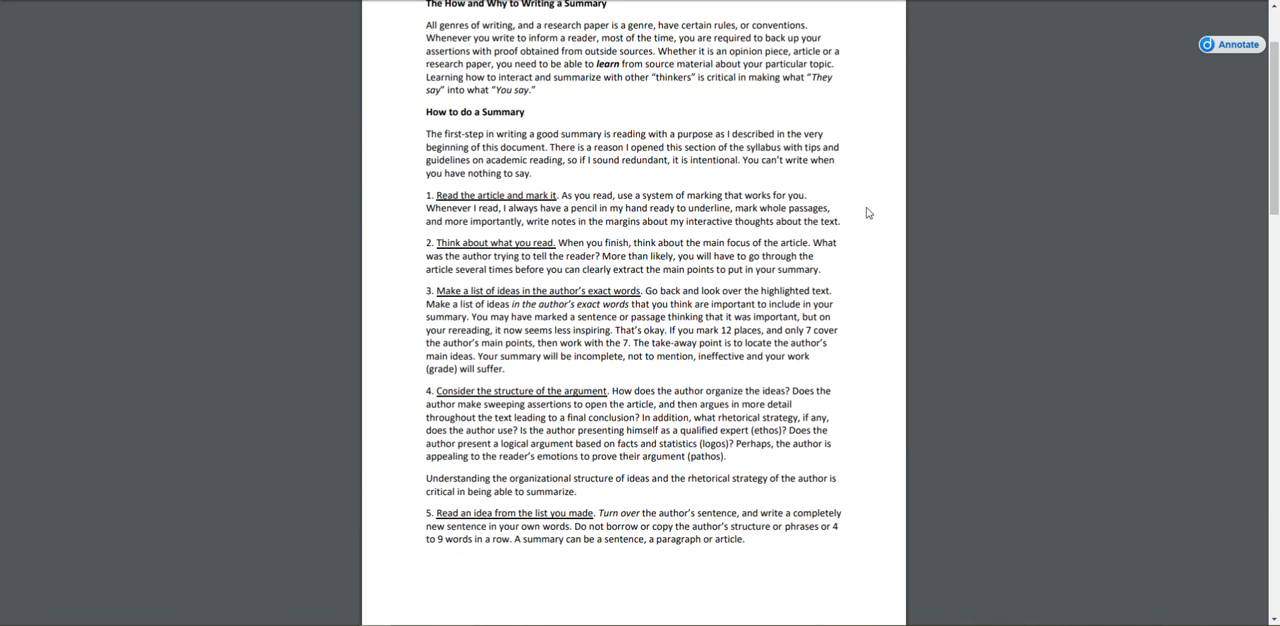 The How and Why to Writing a Summary
Annotate
All genres of writing, and a research paper is a genre, have certain rules, or conventions.
Whenever you write to inform a reader, most of the time, you are required to back up your
assertions with proof obtained from outside sources. Whether it is an opinion piece, article or a
research paper, you need to be able to learn from source material about your particular topic.
Learning how to interact and summarize with other “thinkers” is critical in making what “They
say” into what “You say.”
How to do a Summary
The first-step in writing a good summary is reading with a purpose as I described in the very
beginning of this document. There is a reason I opened this section of the syllabus with tips and
guidelines on academic reading, so if I sound redundant, it is intentional. You can’t write when
you have nothing to say.
1. Read the article and mark it. As you read, use a system of marking that works for you.
Whenever I read, I always have a pencil in my hand ready to underline, mark whole passages,
and more importantly, write notes in the margins about my interactive thoughts about the text.
2. Think about what you read. When you finish, think about the main focus of the article. What
was the author trying to tell the reader? More than likely, you will have to go through the
article several times before you can clearly extract the main points to put in your summary.
3. Make a list of ideas in the author’s exact words. Go back and look over the highlighted text.
Make a list of ideas in the author’s exact words that you think are important to include in your
summary. You may have marked a sentence or passage thinking that it was important, but on
your rereading, it now seems less inspiring. That’s okay. If you mark 12 places, and only 7 cover
the author’s main points, then work with the 7. The take-away point is to locate the author’s
main ideas. Your summary will be incomplete, not to mention, ineffective and your work
(grade) will suffer.
4. Consider the structure of the argument. How does the author organize the ideas? Does the
author make sweeping assertions to open the article, and then argues in more detail
throughout the text leading to a final conclusion? In addition, what rhetorical strategy, if any,
does the author use? Is the author presenting himself as a qualified expert (ethos)? Does the
author present a logical argument based on facts and statistics (logos)? Perhaps, the author is
appealing to the reader’s emotions to prove their argument (pathos).
Understanding the organizational structure of ideas and the rhetorical strategy of the author is
critical in being able to summarize.
5. Read an idea from the list you made. Turn over the author’s sentence, and write a completely
new sentence in your own words. Do not borrow or copy the author’s structure or phrases or 4
to 9 words in a row. A summary can be a sentence, a paragraph or article.